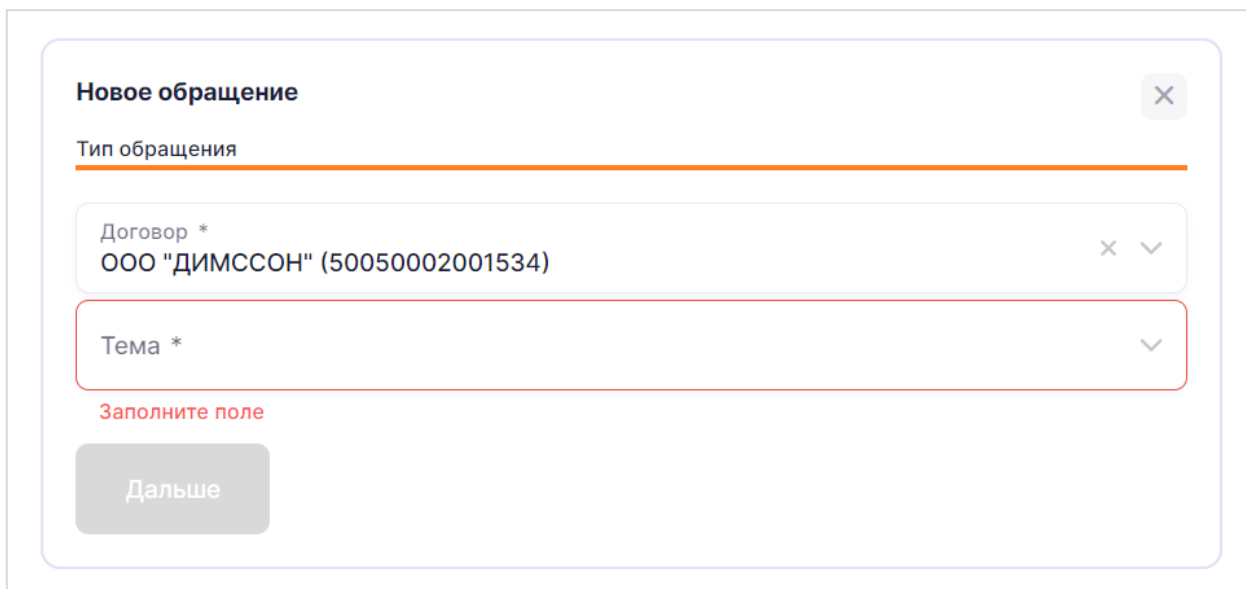 Новое обращение
Тип обращения
Договор *
ООО "ДИМССОН" (50050002001534)
Тема *
Заполните поле
Дальше